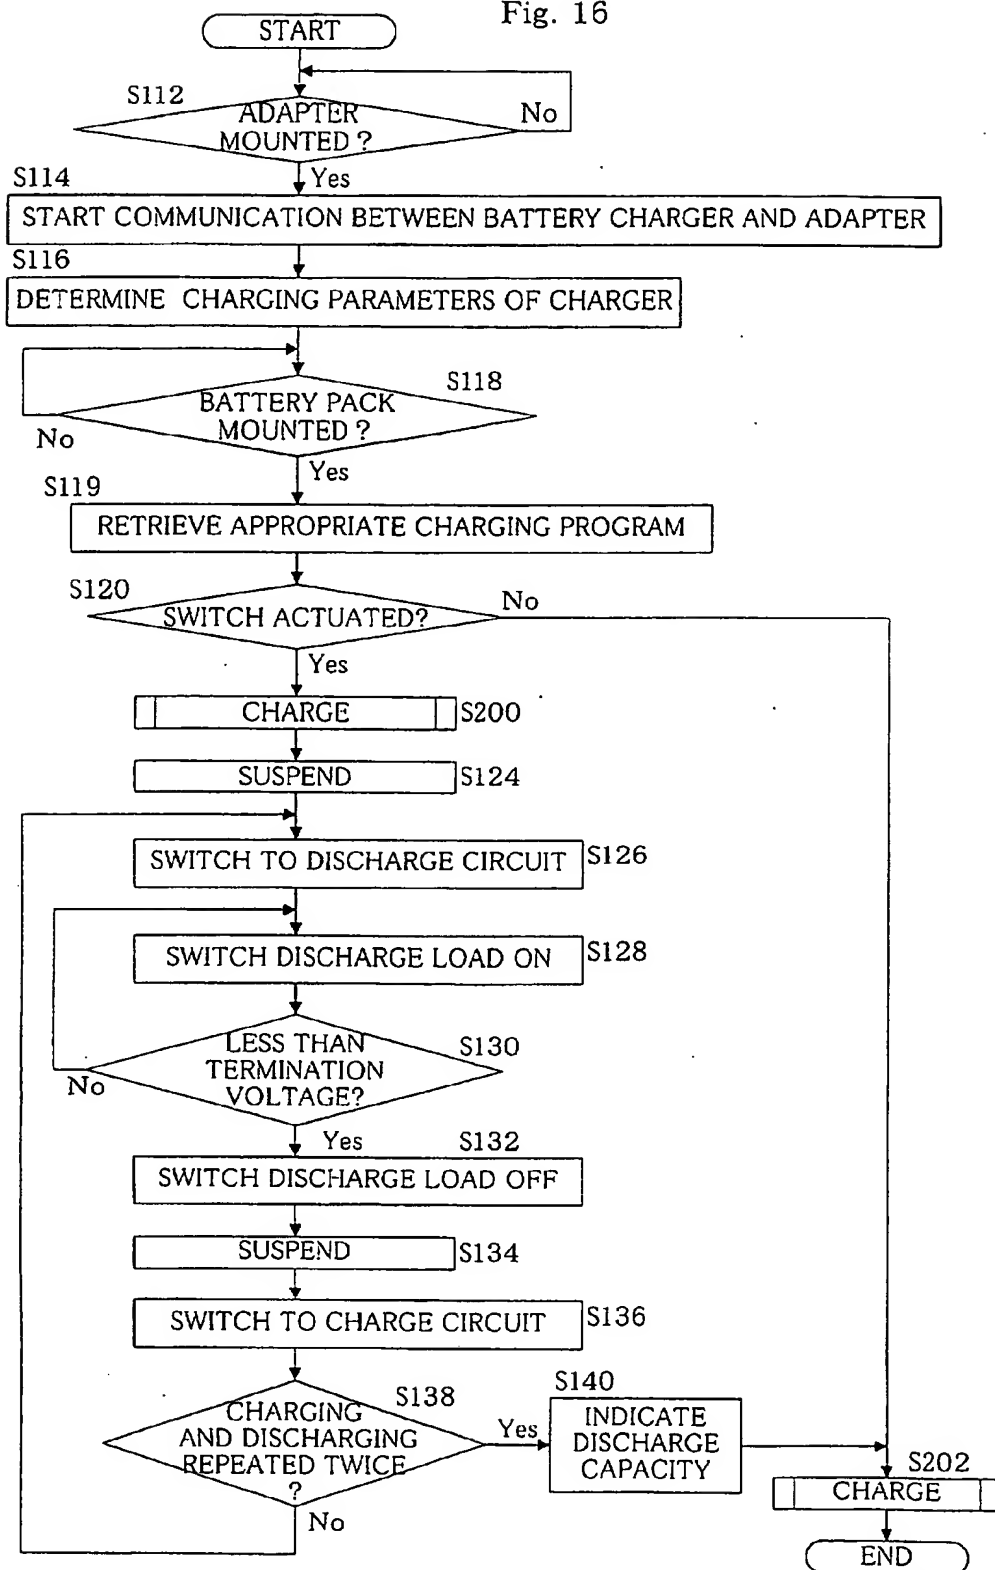 Fig. 16
START
S112
ADAPTER
MOUNTED ?
No
Yes
S114
START COMMUNICATION BETWEEN BATTERY CHARGER AND ADAPTER
S116
DETERMINE CHARGING PARAMETERS OF CHARGER
S118
BATTERY PACK
MOUNTED ?
No
Yes
S119
RETRIEVE APPROPRIATE CHARGING PROGRAM
S120
SWITCH ACTUATED?
No
Yes
CHARGE
S200
SUSPEND
S124
SWITCH TO DISCHARGE CIRCUIT
S126
SWITCH DISCHARGE LOAD ON
S128
LESS THAN
TERMINATION
VOLTAGE?
S130
No
Yes
S132
SWITCH DISCHARGE LOAD OFF
SUSPEND
S134
SWITCH TO CHARGE CIRCUIT
S136
S138
CHARGING
AND DISCHARGING
REPEATED TWICE
?
Yes
No
S140
INDICATE
DISCHARGE
CAPACITY
S202
CHARGE
END